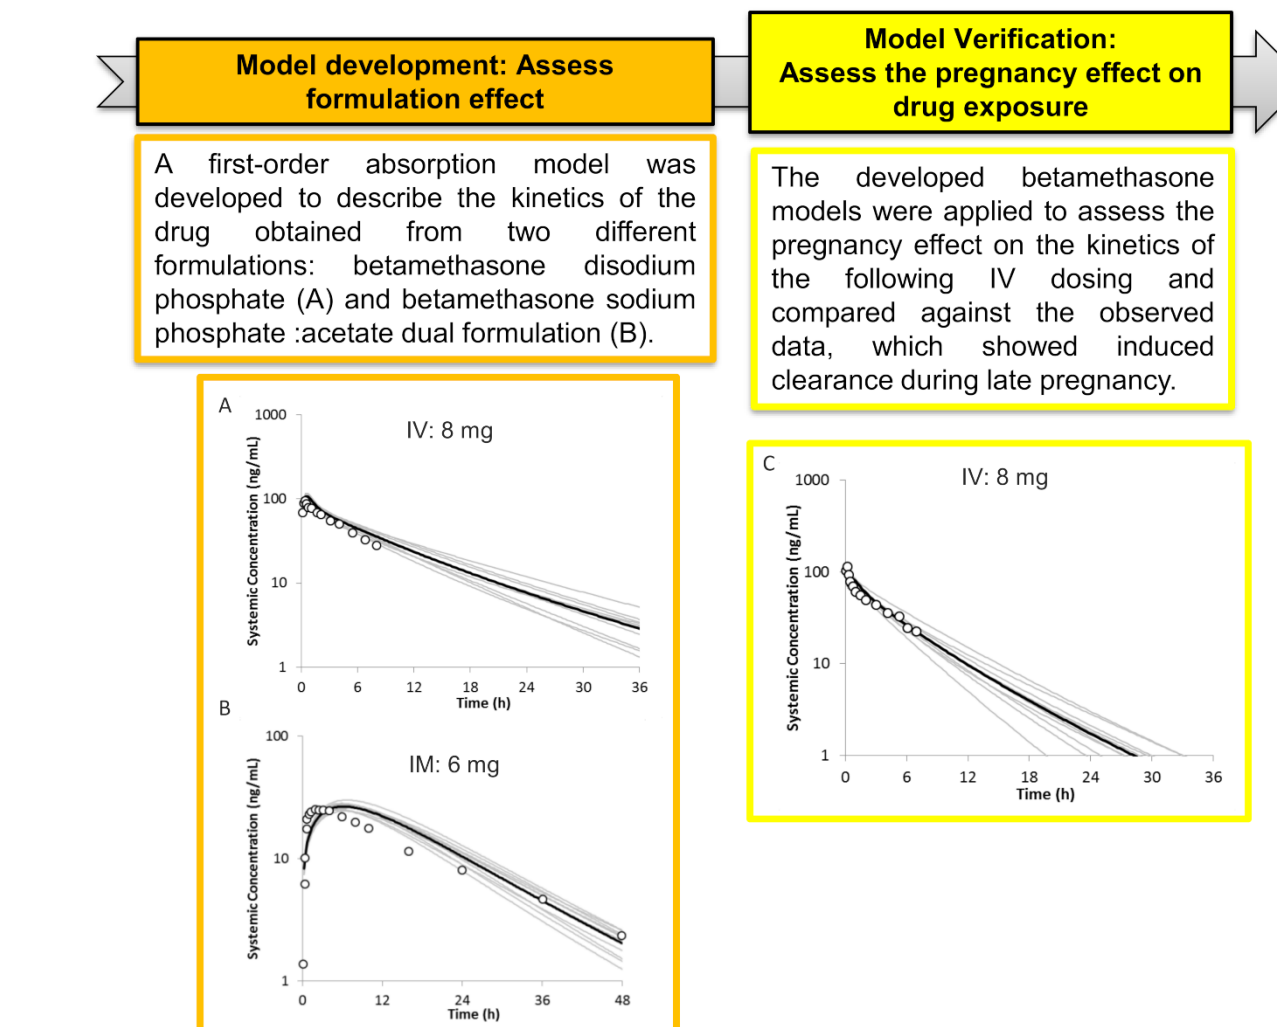 Model development: Assess
formulation effect
Model Verification:
Assess the pregnancy effect on
drug exposure
A first-order absorption model was
developed to describe the kinetics of the
drug obtained from two different
formulations: betamethasone disodium
phosphate (A) and betamethasone sodium
phosphate :acetate dual formulation (B).
The developed betamethasone
models were applied to assess the
pregnancy effect on the kinetics of
the following IV dosing and
compared against the observed
data, which showed induced
clearance during late pregnancy.
A
IV: 8 mg
Systemic Concentration (ng/mL)
1000
100
10
1
0 6 12 18 24 30 36
Time (h)
B
IM: 6 mg
Systemic Concentration (ng/mL)
100
10
1
0 12 24 36 48
Time (h)
C
IV: 8 mg
Systemic Concentration (ng/mL)
1000
100
10
1
0 6 12 18 24 30 36
Time (h)